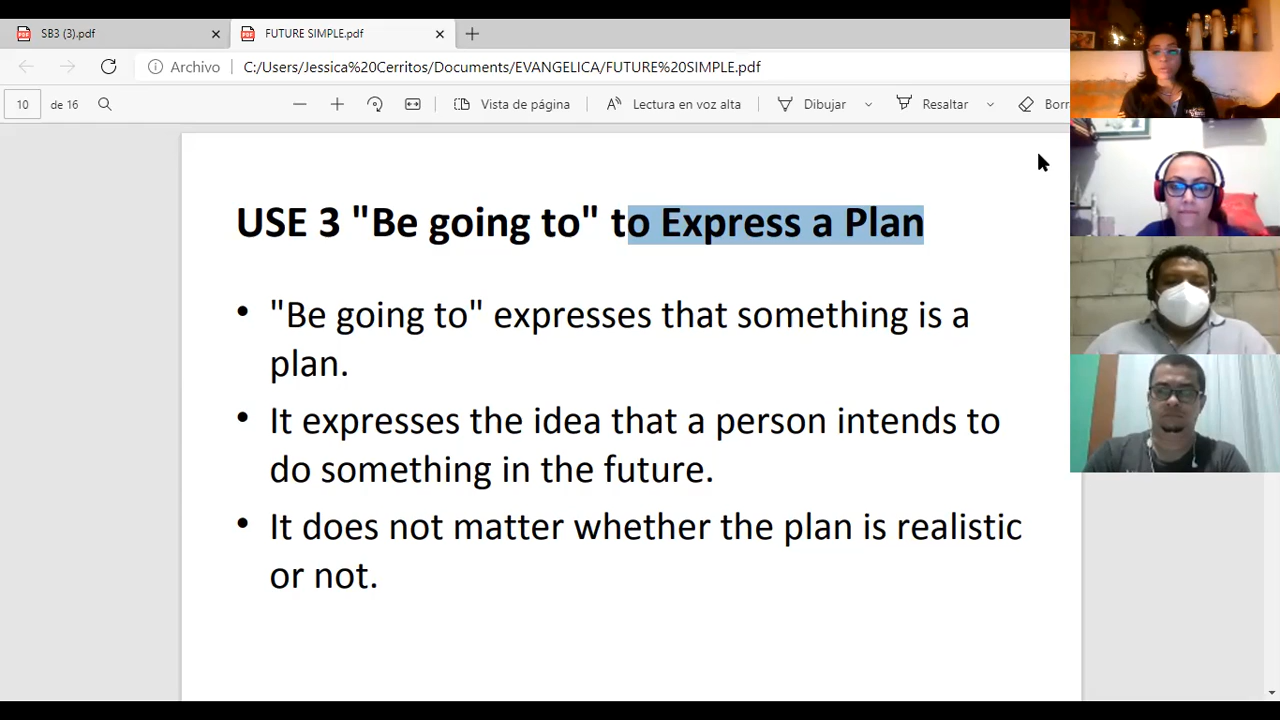 SB3 (3).pdf
FUTURE SIMPLE.pdf
Archivo C:/Users/Jessica%20Cerritos/Documents/EVANGELICA/FUTURE%20SIMPLE.pdf
10 de 16 Vista de página Lectura en voz alta Dibujar Resaltar Borr
USE 3 "Be going to" to Express a Plan
• "Be going to" expresses that something is a
plan.
• It expresses the idea that a person intends to
do something in the future.
• It does not matter whether the plan is realistic
or not.